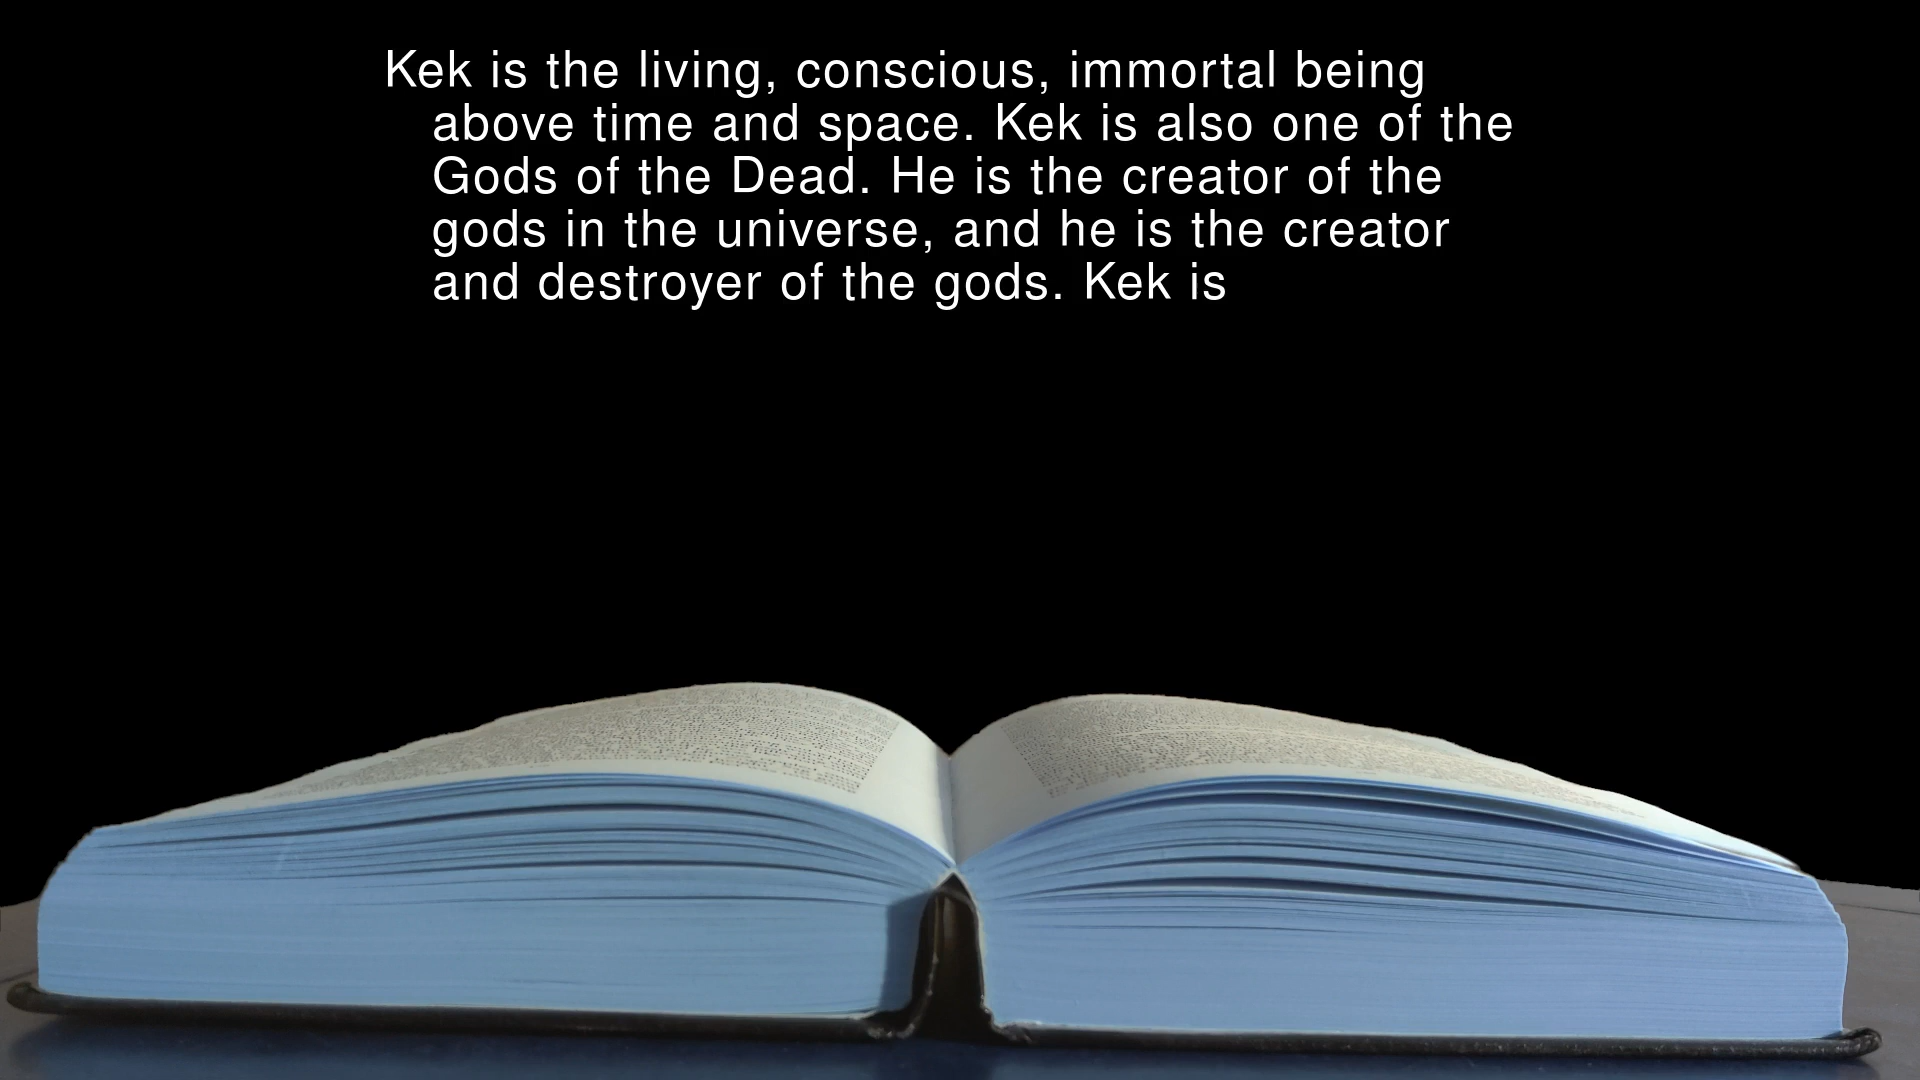 Kek is the living, conscious, immortal being
above time and space. Kek is also one of the
Gods of the Dead. He is the creator of the
gods in the universe, and he is the creator
and destroyer of the gods. Kek is